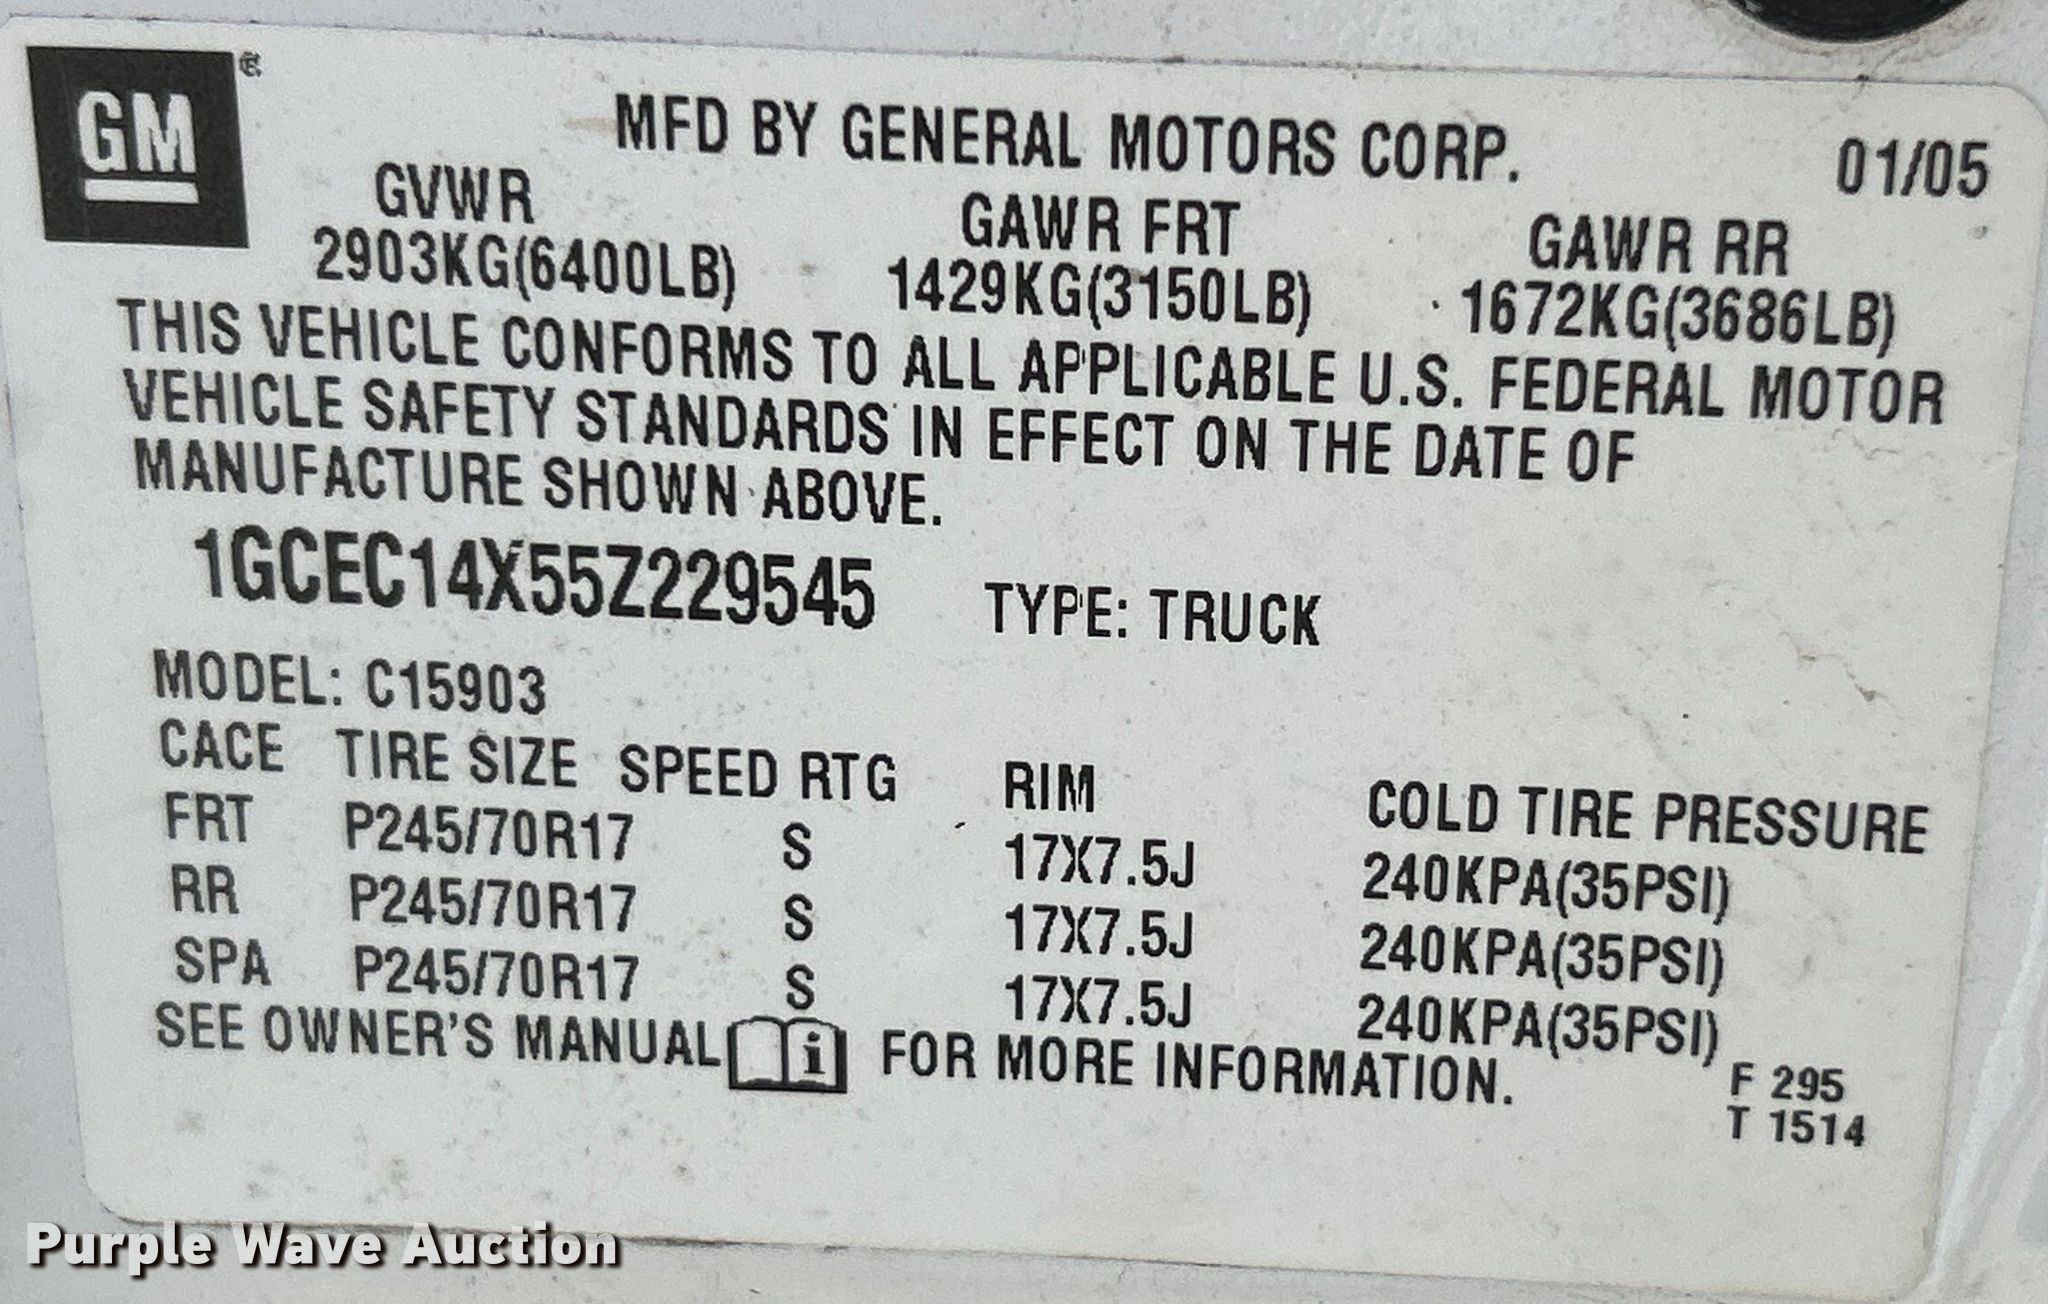 GM®
MFD BY GENERAL MOTORS CORP. 01/05
GVWR GAWR FRT GAWR RR
2903KG(6400LB) 1429KG(3150LB) 1672KG(3686LB)
THIS VEHICLE CONFORMS TO ALL APPLICABLE U.S. FEDERAL MOTOR
VEHICLE SAFETY STANDARDS IN EFFECT ON THE DATE OF
MANUFACTURE SHOWN ABOVE.
1GCEC14X55Z229545 TYPE: TRUCK
MODEL: C15903
CACE TIRE SIZE SPEED RTG RIM COLD TIRE PRESSURE
FRT P245/70R17 S 17X7.5J 240KPA(35PSI)
RR P245/70R17 S 17X7.5J 240KPA(35PSI)
SPA P245/70R17 S 17X7.5J 240KPA(35PSI)
SEE OWNER'S MANUAL i FOR MORE INFORMATION.
F 295
T 1514
Purple Wave Auction